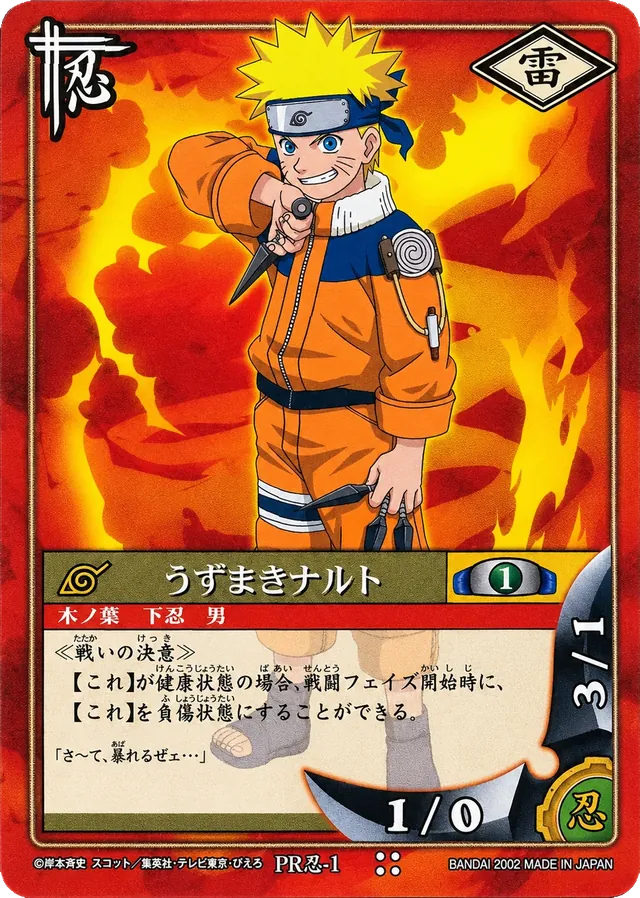 忍
雷
うずまきナルト
1
木ノ葉 下忍 男
≪戦いの決意≫
【これ】が健康状態の場合、戦闘フェイズ開始時に、
【これ】を負傷状態にすることができる。
「さ〜て、暴れるぜェ…」
3/1
1/0
忍
©岸本斉史 スコット／集英社・テレビ東京・ぴえろ PR忍-1 BANDAI 2002 MADE IN JAPAN